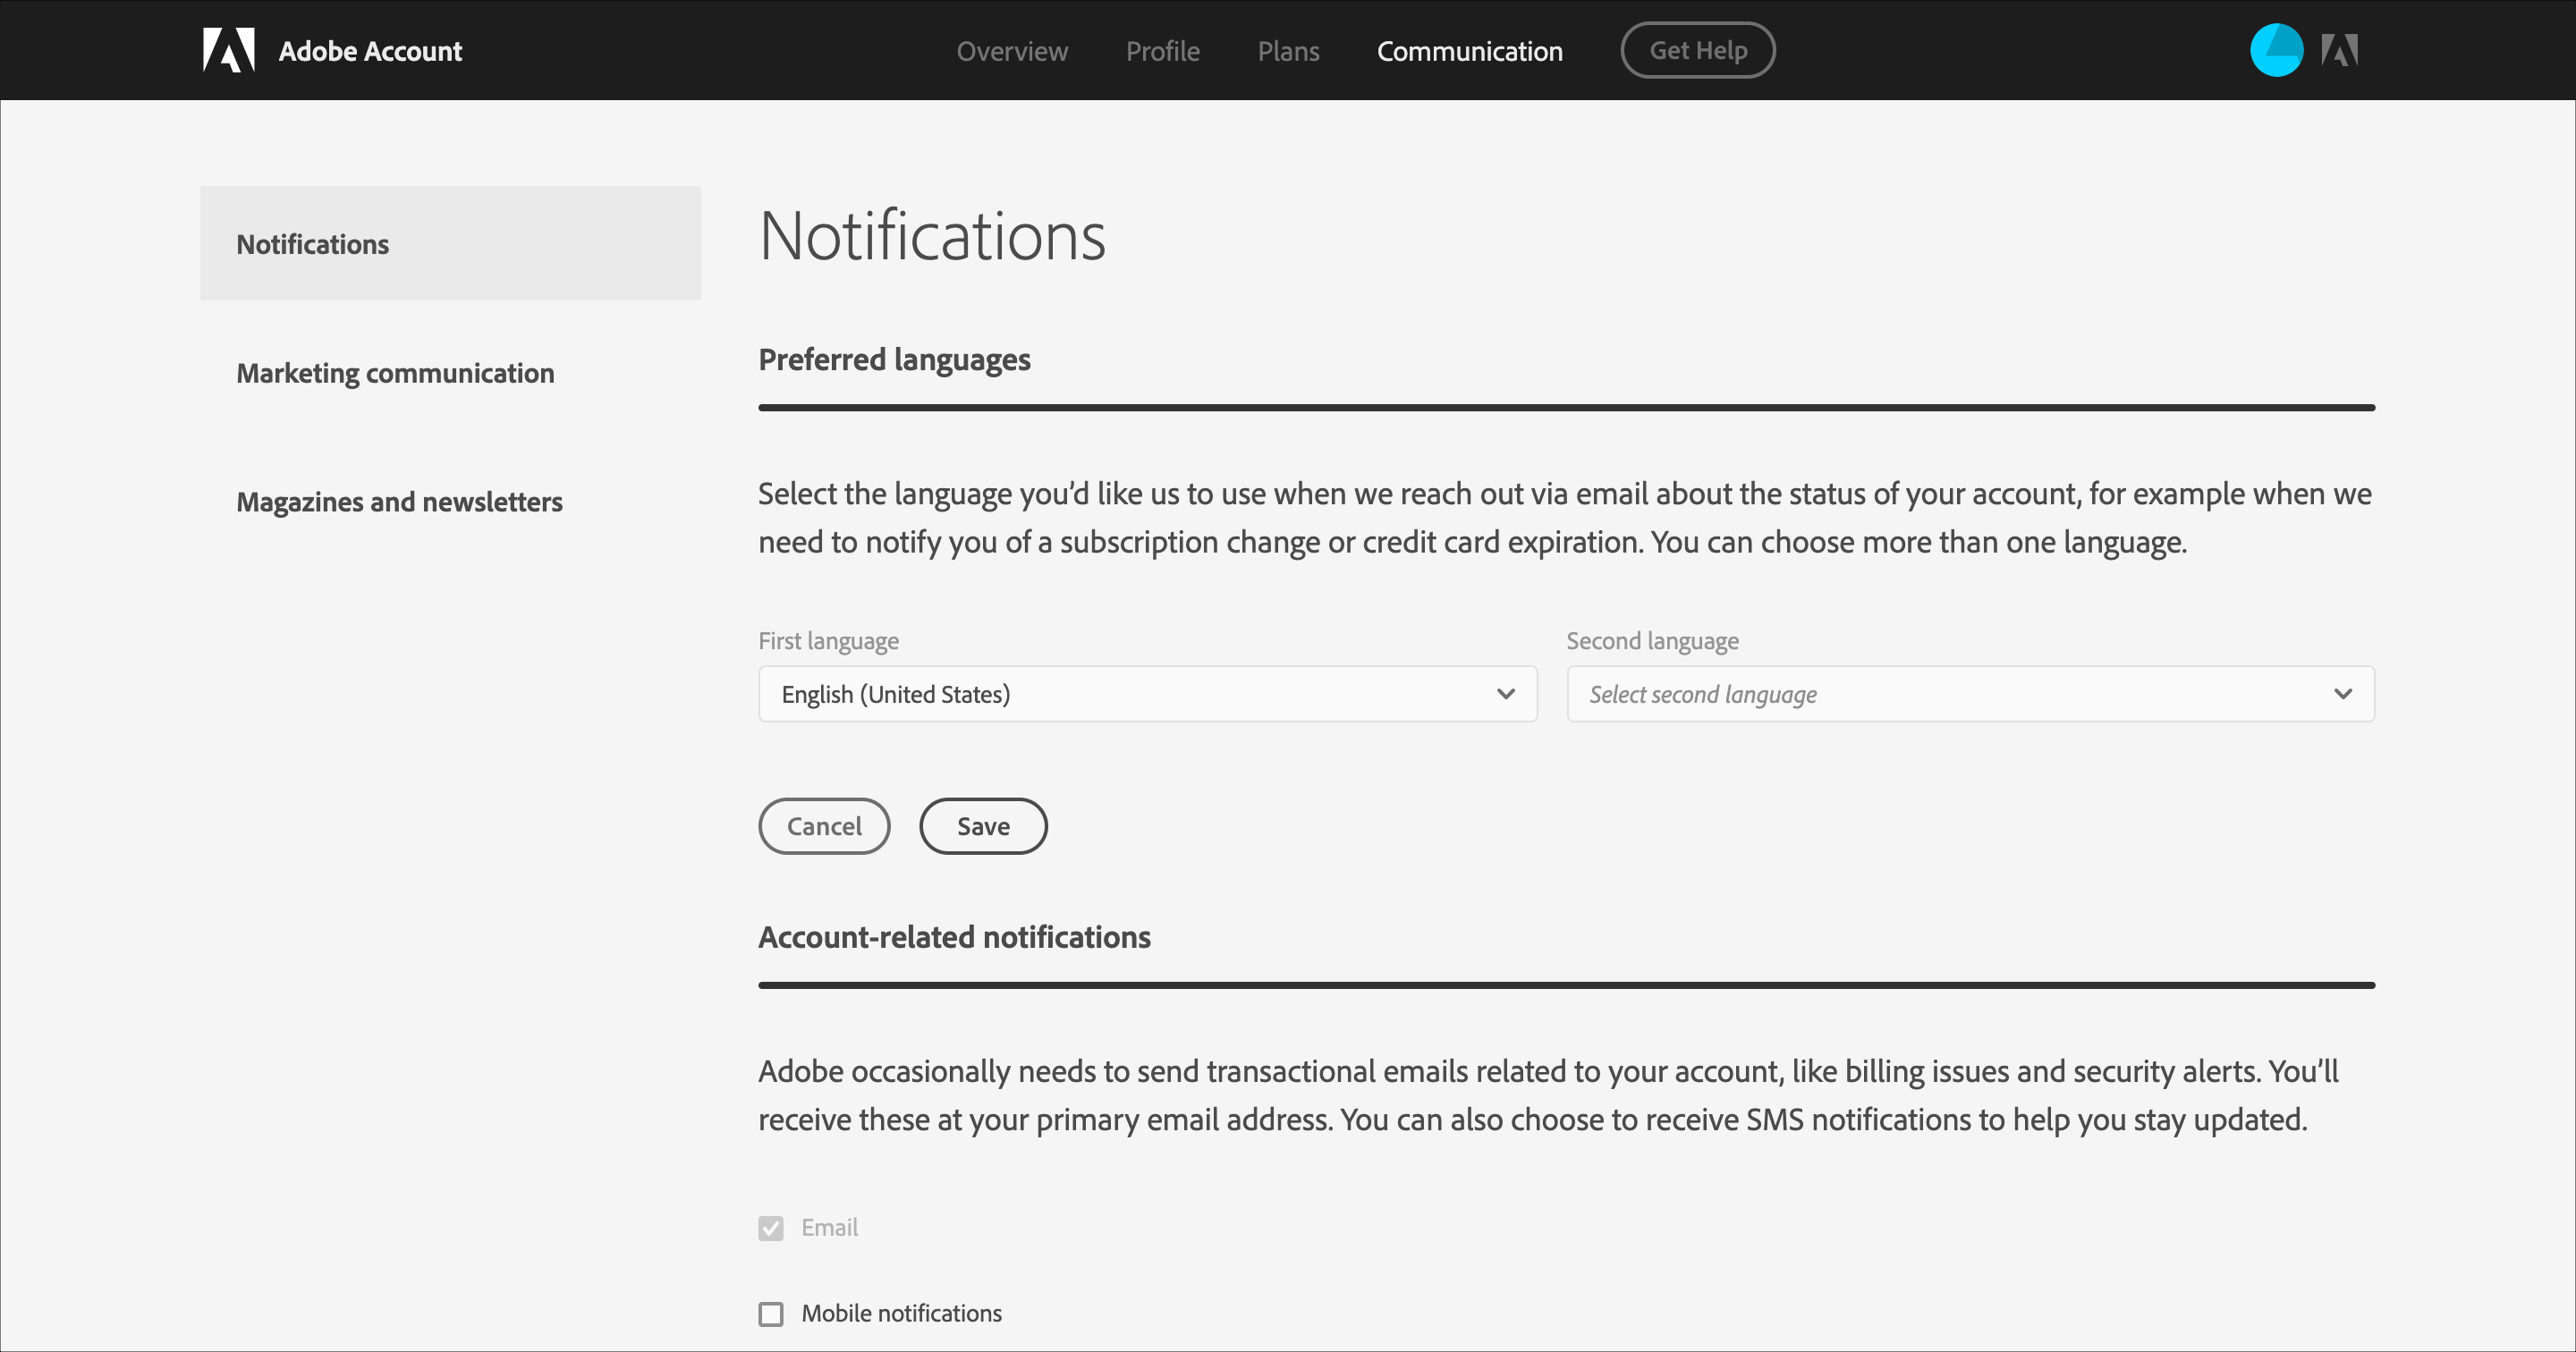 Adobe Account
Overview
Profile
Plans
Communication
Get Help
Notifications
Marketing communication
Magazines and newsletters
Notifications
Preferred languages
Select the language you’d like us to use when we reach out via email about the status of your account, for example when we
need to notify you of a subscription change or credit card expiration. You can choose more than one language.
First language
English (United States)
Second language
Select second language
Cancel
Save
Account-related notifications
Adobe occasionally needs to send transactional emails related to your account, like billing issues and security alerts. You’ll
receive these at your primary email address. You can also choose to receive SMS notifications to help you stay updated.
Email
Mobile notifications